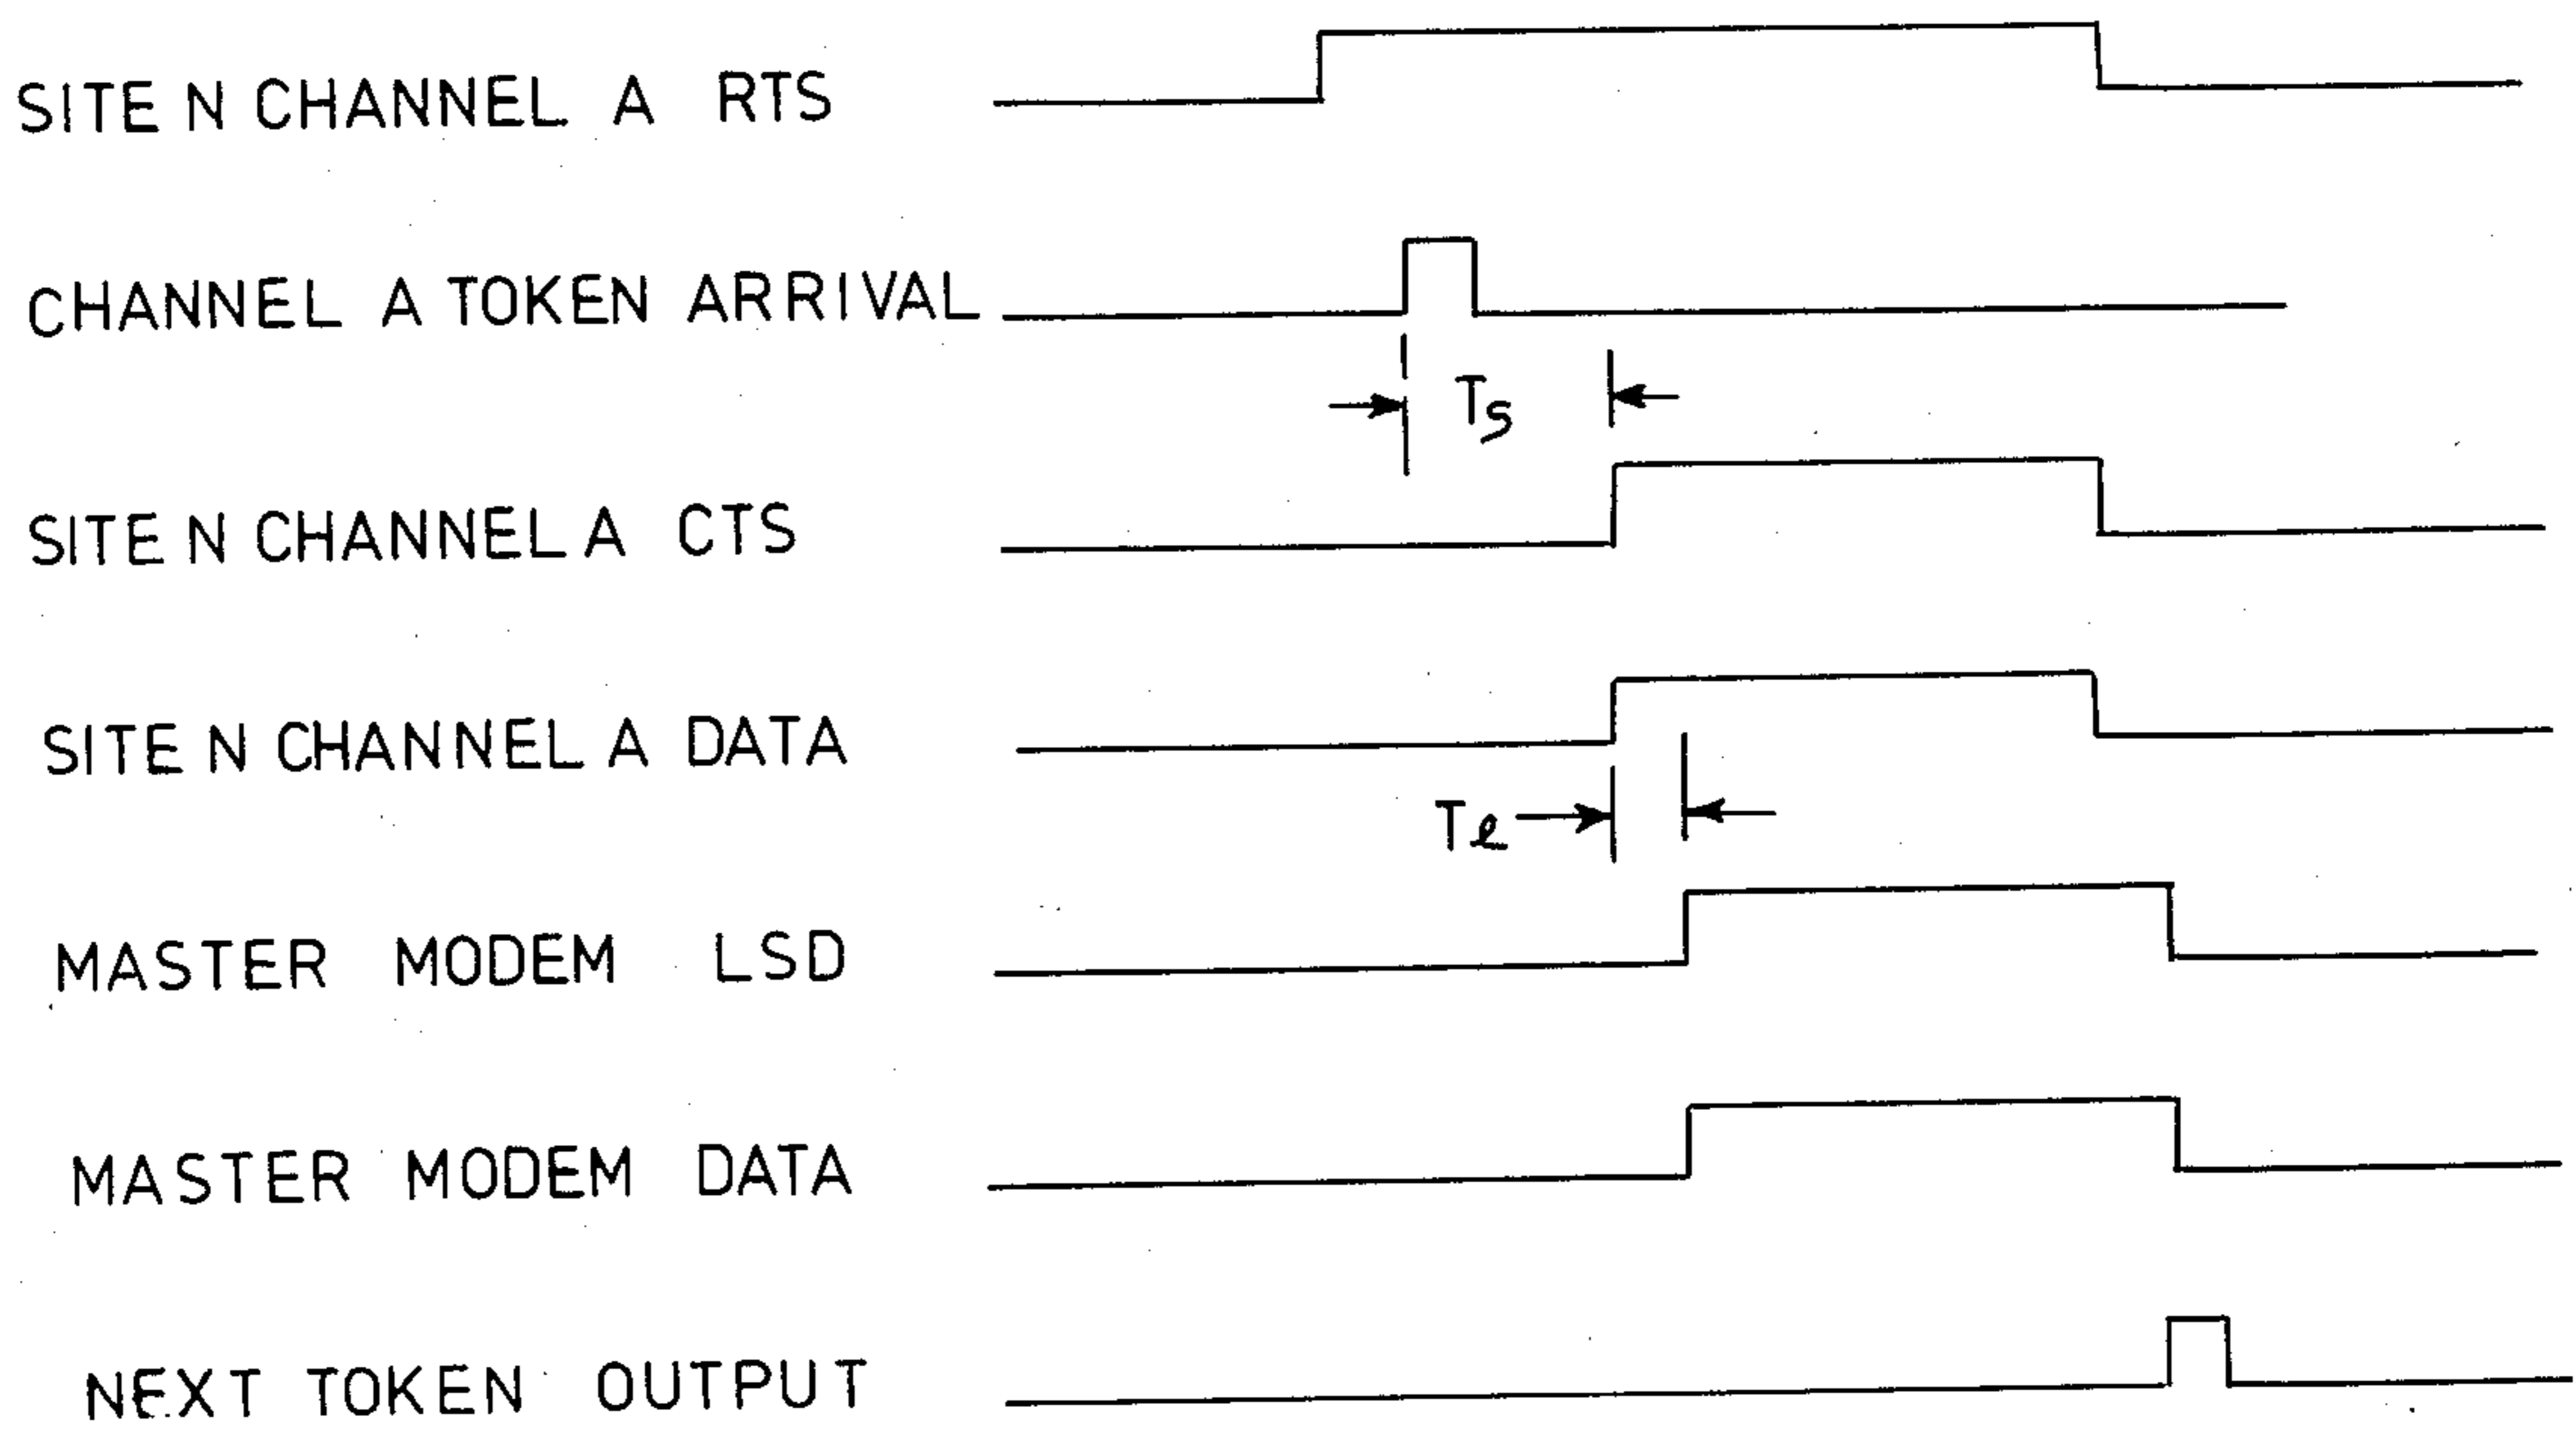 SITE N CHANNEL A RTS
CHANNEL A TOKEN ARRIVAL
Ts
SITE N CHANNEL A CTS
SITE N CHANNEL A DATA
Tl
MASTER MODEM LSD
MASTER MODEM DATA
NEXT TOKEN OUTPUT